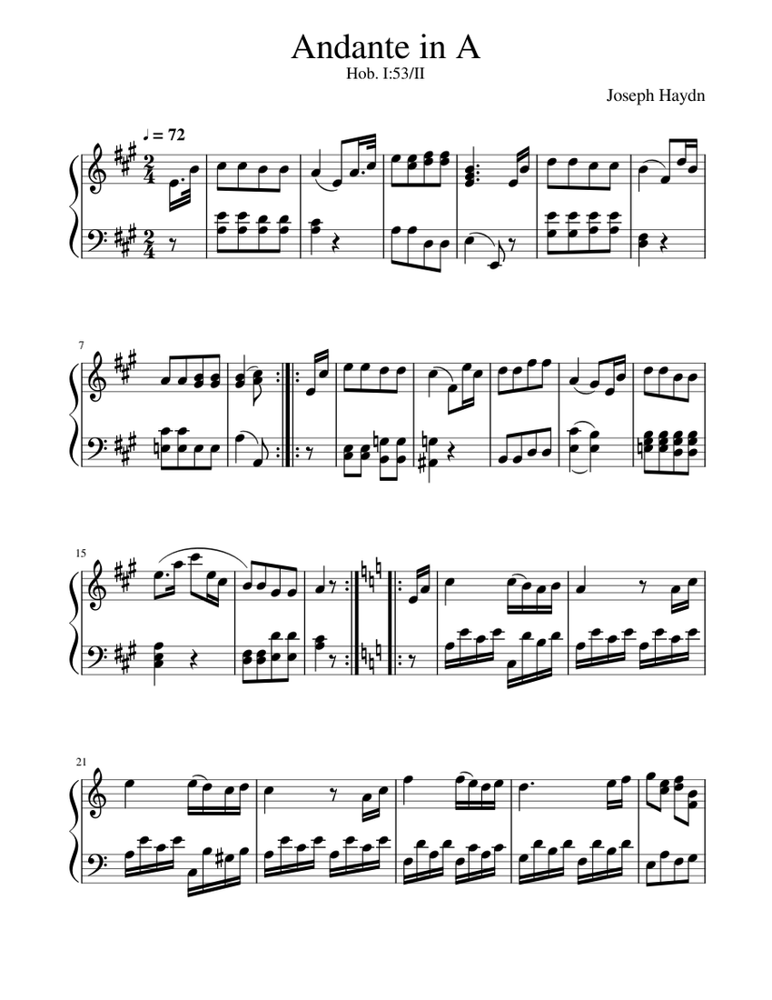 Andante in A
Hob. I:53/II
Joseph Haydn
♩ = 72
2
4
2
4
7
15
21